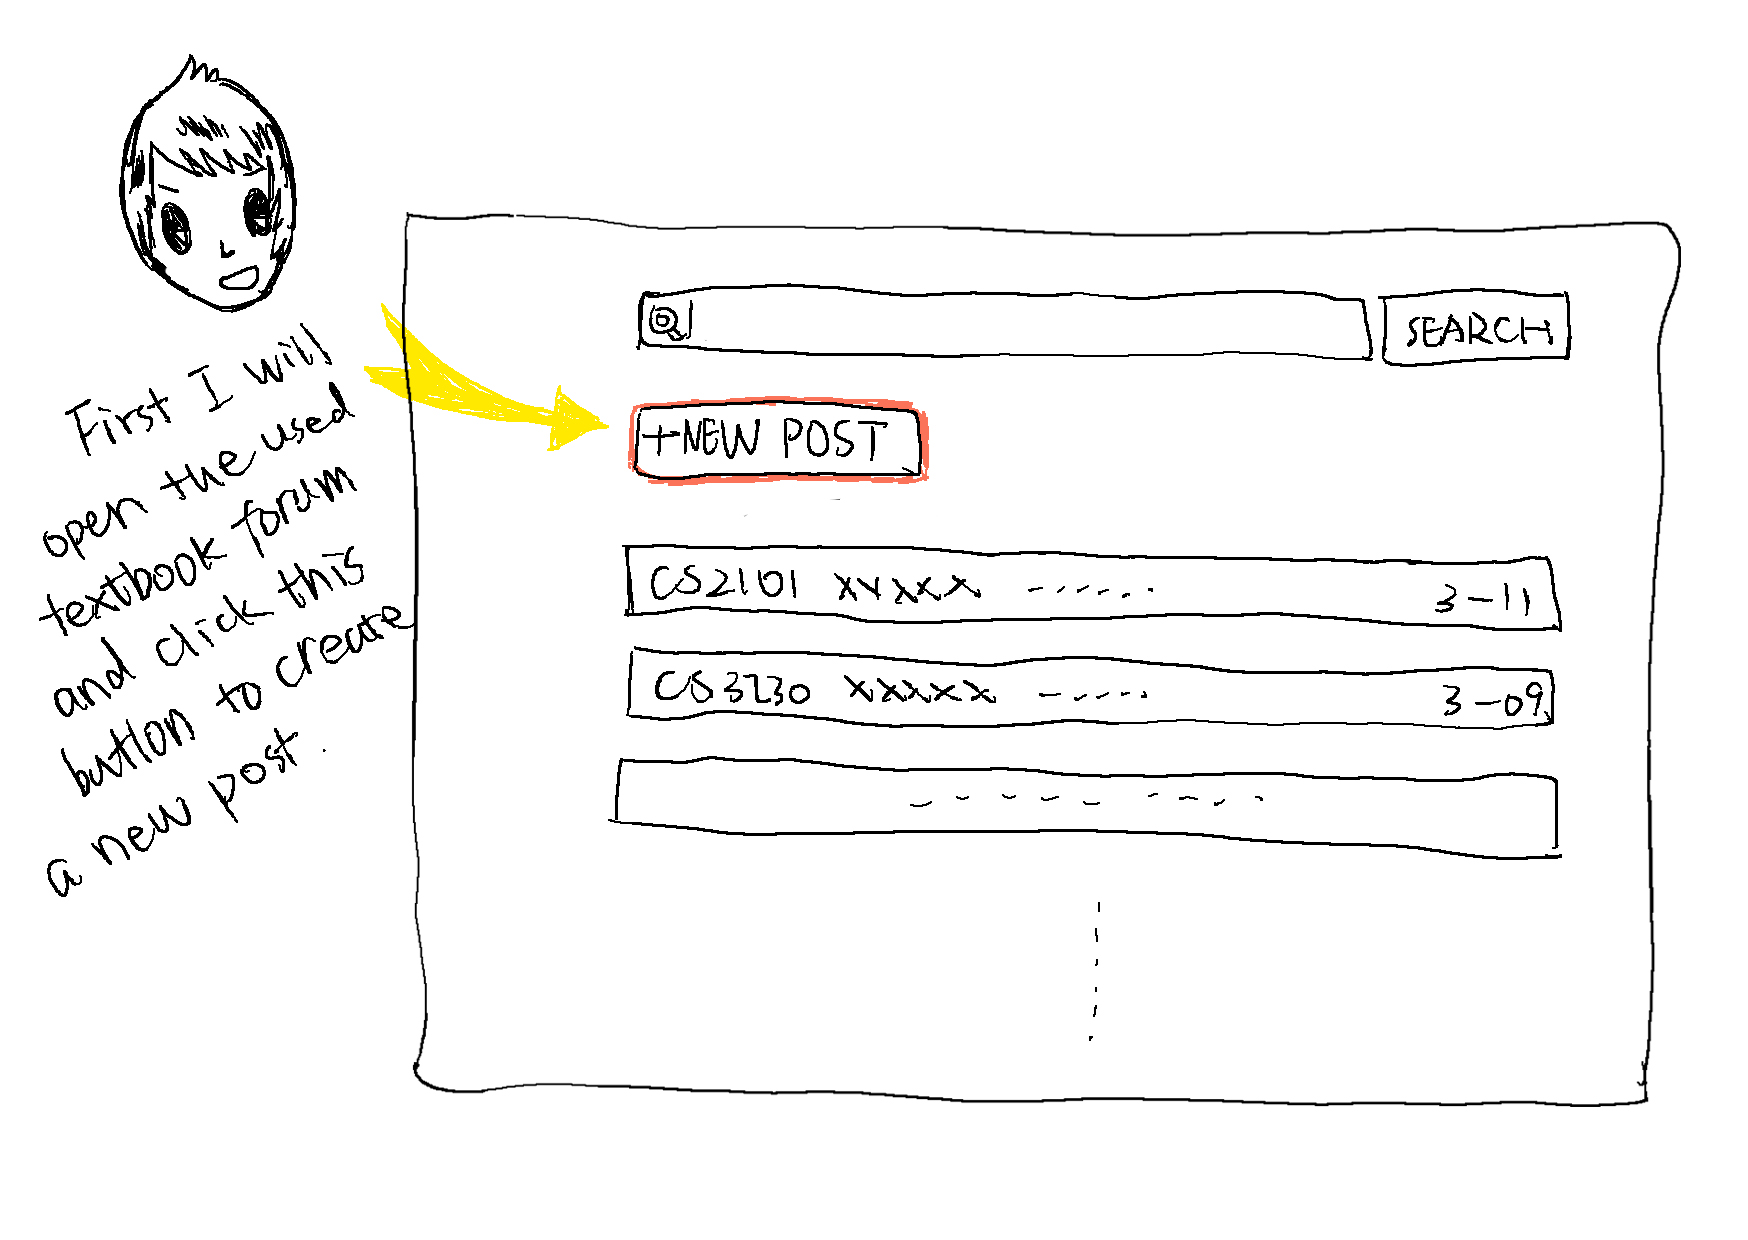 First I will
open the used
textbook forum
and click this
button to create
a new post.
SEARCH
+NEW POST
CS2101 XXXXX ------ 3-11
CS3230 XXXXX ------ 3-09